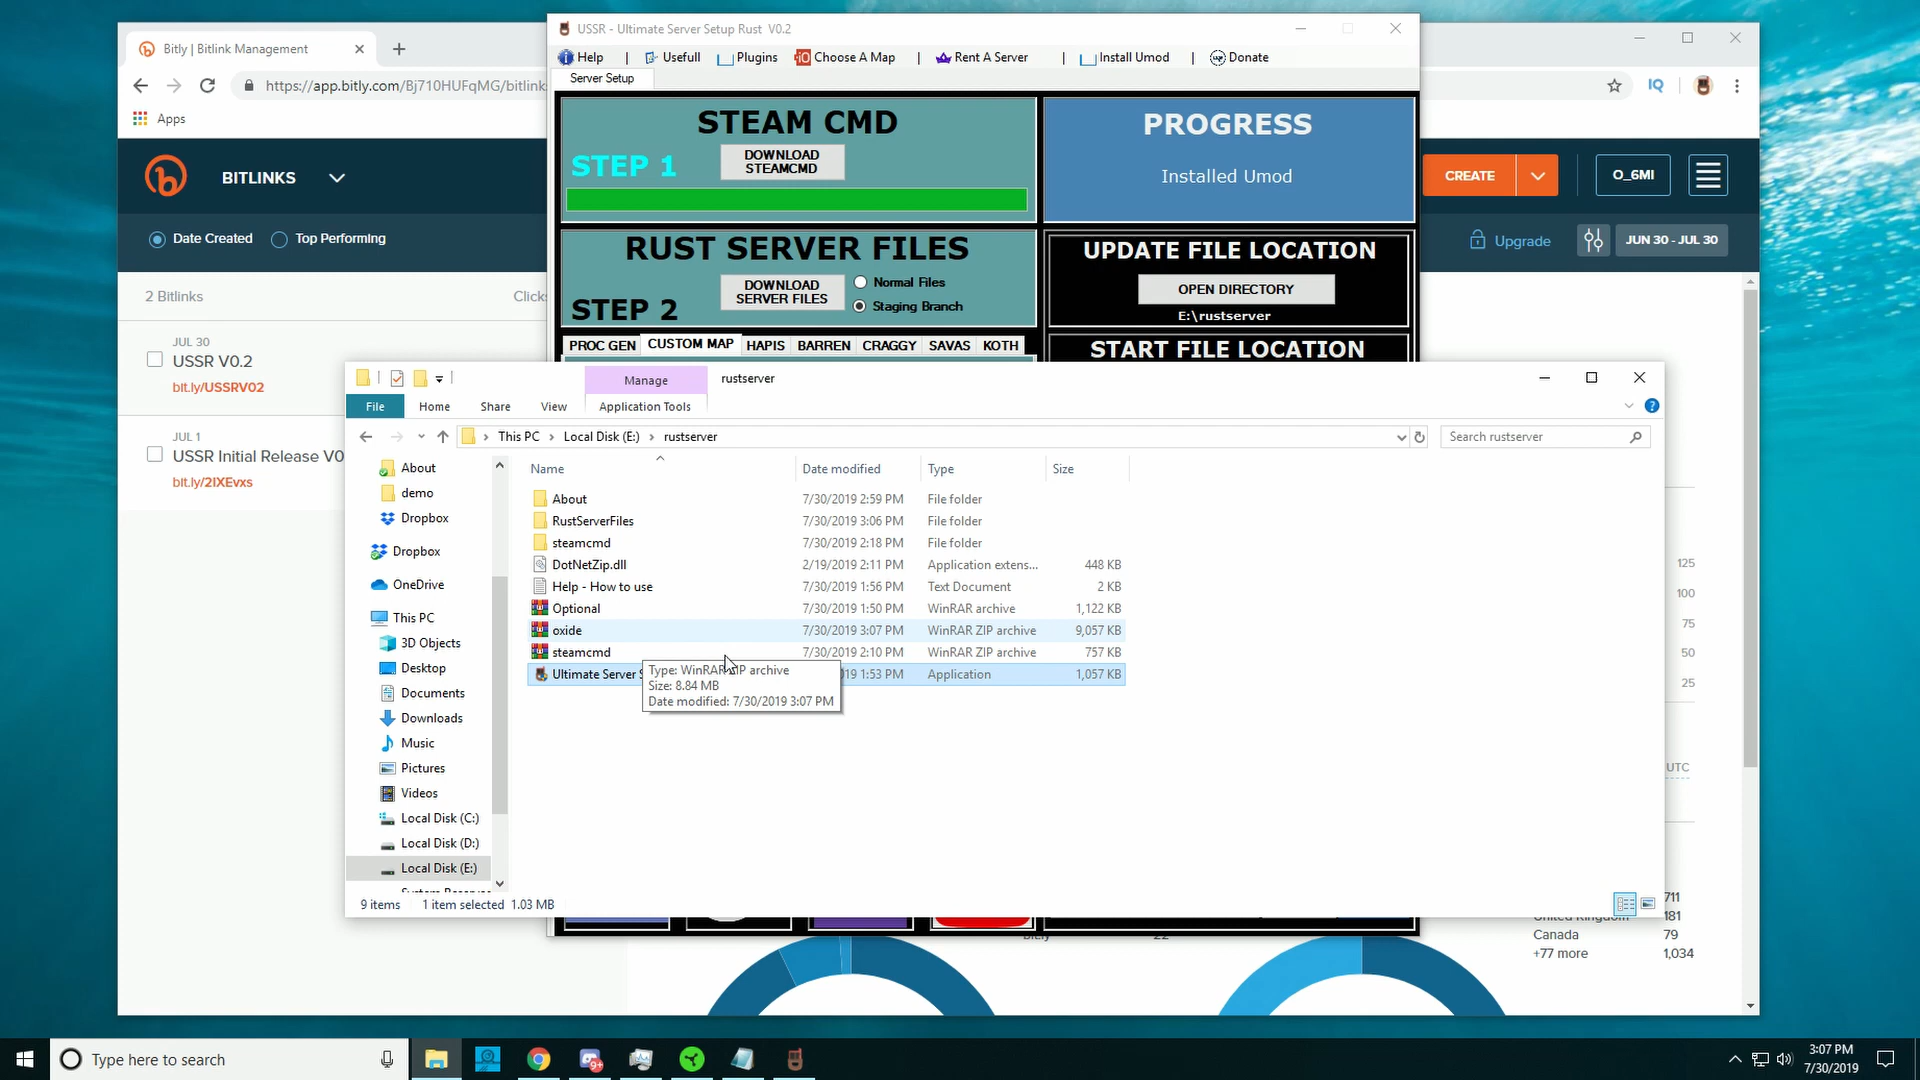 Bitly | Bitlink Management
https://app.bitly.com/Bj710HUFqMG/bitlink
Apps
BITLINKS
CREATE
O_6MI
Date Created
Top Performing
Upgrade
JUN 30 - JUL 30
2 Bitlinks
Clicks
JUL 30
USSR V0.2
bit.ly/USSRV02
JUL 1
USSR Initial Release V0
bit.ly/2IXEvxs
USSR - Ultimate Server Setup Rust V0.2
Help | Usefull Plugins Choose A Map | Rent A Server | Install Umod | Donate
Server Setup
STEAM CMD
STEP 1
DOWNLOAD
STEAMCMD
PROGRESS
Installed Umod
RUST SERVER FILES
STEP 2
DOWNLOAD
SERVER FILES
Normal Files
Staging Branch
UPDATE FILE LOCATION
OPEN DIRECTORY
E:\rustserver
PROC GEN CUSTOM MAP HAPIS BARREN CRAGGY SAVAS KOTH
START FILE LOCATION
Manage
rustserver
File Home Share View Application Tools
This PC > Local Disk (E:) > rustserver
Search rustserver
About
demo
Dropbox
Dropbox
OneDrive
This PC
3D Objects
Desktop
Documents
Downloads
Music
Pictures
Videos
Local Disk (C:)
Local Disk (D:)
Local Disk (E:)
Name Date modified Type Size
About 7/30/2019 2:59 PM File folder
RustServerFiles 7/30/2019 3:06 PM File folder
steamcmd 7/30/2019 2:18 PM File folder
DotNetZip.dll 2/19/2019 2:11 PM Application extens... 448 KB
Help - How to use 7/30/2019 1:56 PM Text Document 2 KB
Optional 7/30/2019 1:50 PM WinRAR archive 1,122 KB
oxide 7/30/2019 3:07 PM WinRAR ZIP archive 9,057 KB
steamcmd 7/30/2019 2:10 PM WinRAR ZIP archive 757 KB
Ultimate Server S 19 1:53 PM Application 1,057 KB
Type: WinRAR ZIP archive
Size: 8.84 MB
Date modified: 7/30/2019 3:07 PM
9 items 1 item selected 1.03 MB
125
100
75
50
25
UTC
711
United Kingdom 181
Canada 79
+77 more 1,034
22
Type here to search
9+
3:07 PM
7/30/2019